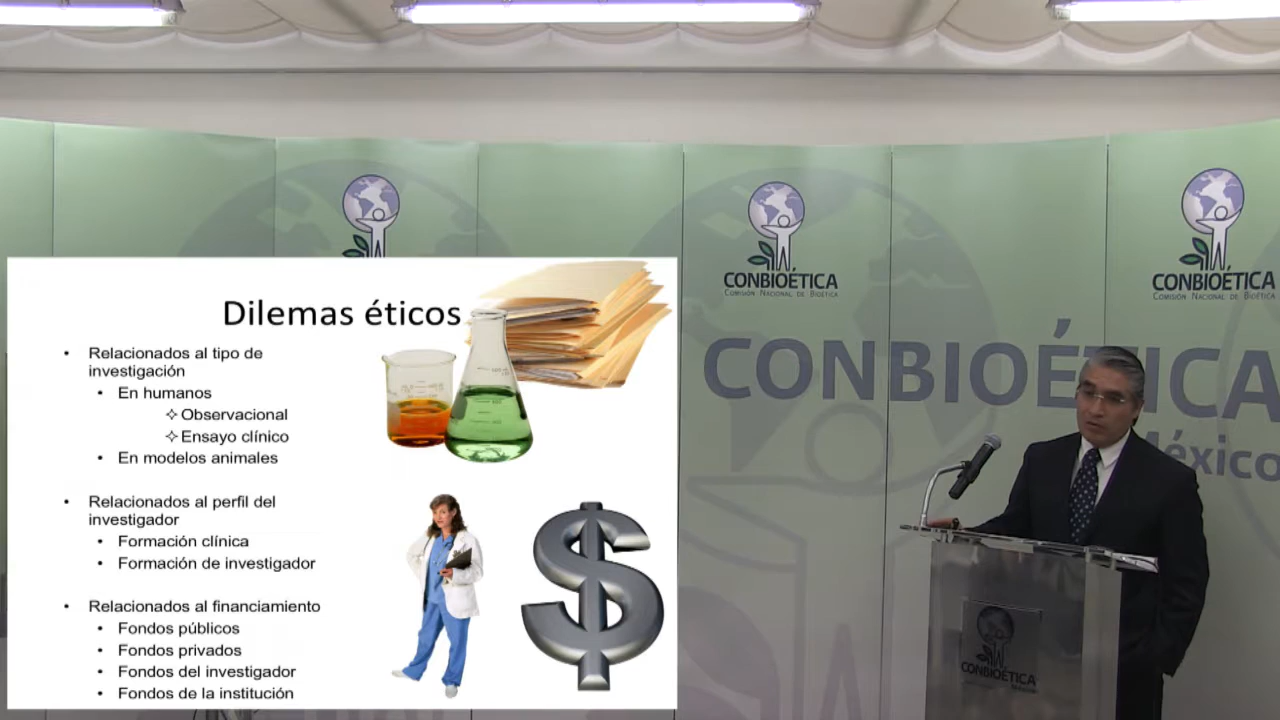 Dilemas éticos
• Relacionados al tipo de
investigación
• En humanos
✧Observacional
✧Ensayo clínico
• En modelos animales
• Relacionados al perfil del
investigador
• Formación clínica
• Formación de investigador
• Relacionados al financiamiento
• Fondos públicos
• Fondos privados
• Fondos del investigador
• Fondos de la institución
CONBIOÉTICA
COMISIÓN NACIONAL DE BIOÉTICA
CONBIOÉTICA
COMISIÓN NACIONAL DE BIOÉTICA
CONBIOÉTICA
México
CONBIOÉTICA